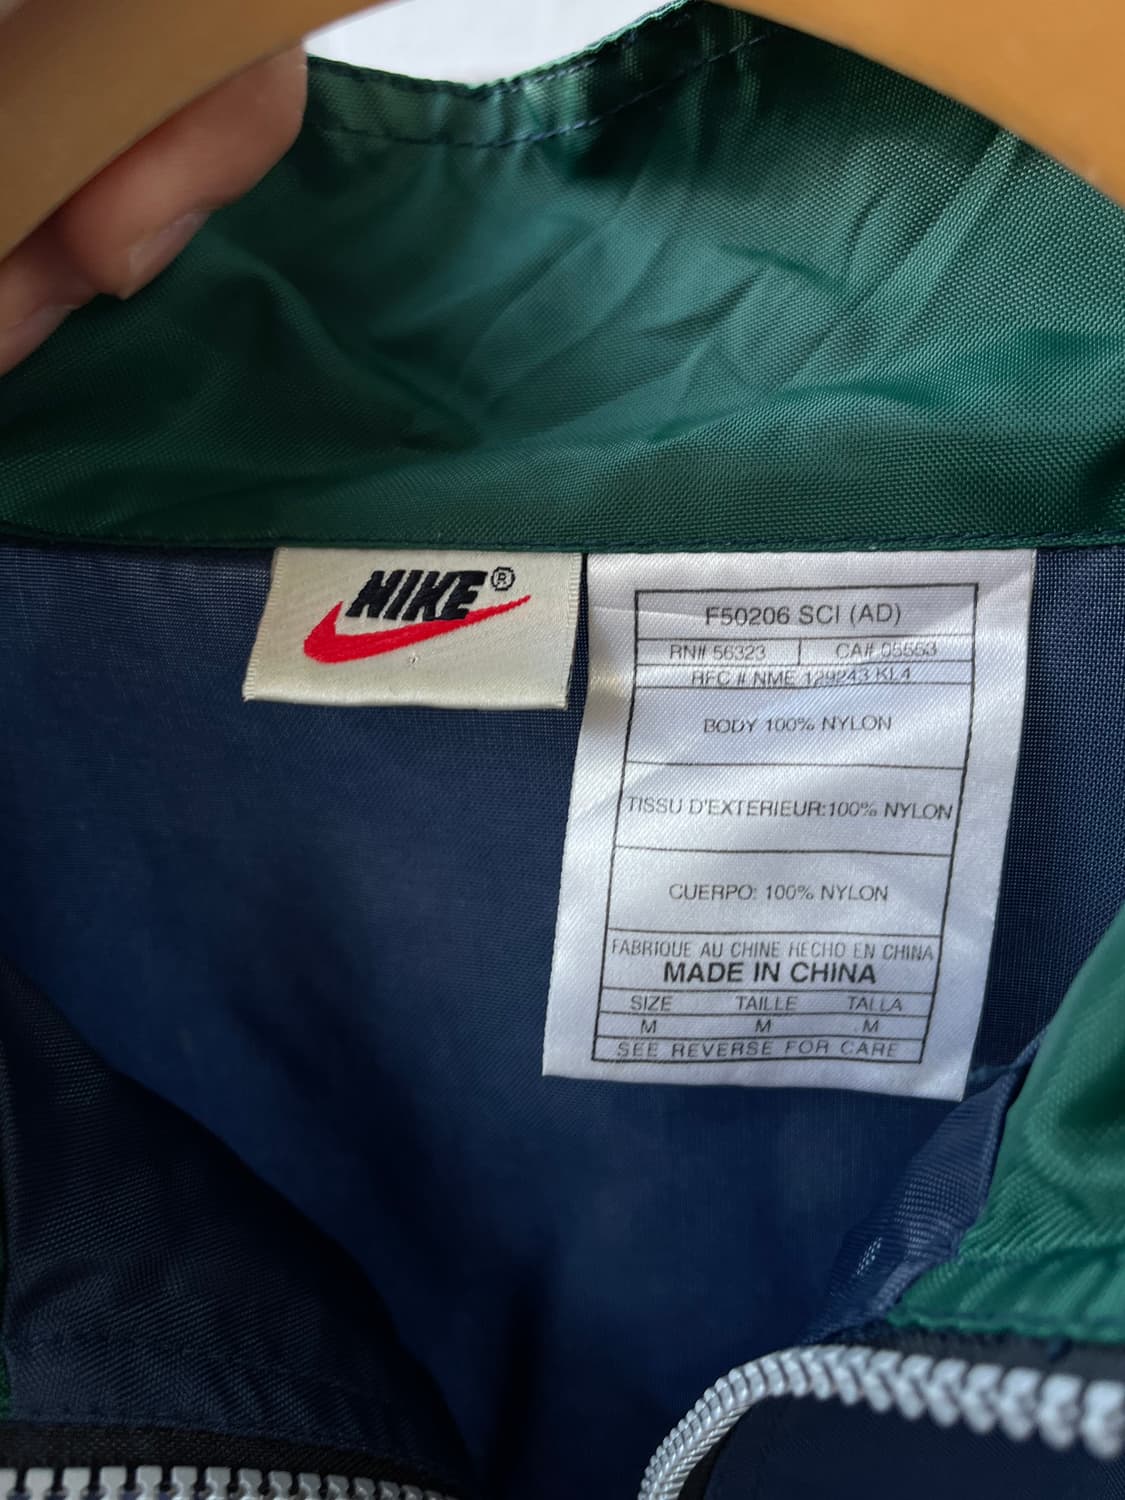 NIKE®
F50206 SCI (AD)
RN# 56323 CA# 05553
RFC # NME 129243 KL4
BODY 100% NYLON
TISSU D'EXTERIEUR:100% NYLON
CUERPO: 100% NYLON
FABRIQUE AU CHINE HECHO EN CHINA
MADE IN CHINA
SIZE TAILLE TALLA
M M M
SEE REVERSE FOR CARE